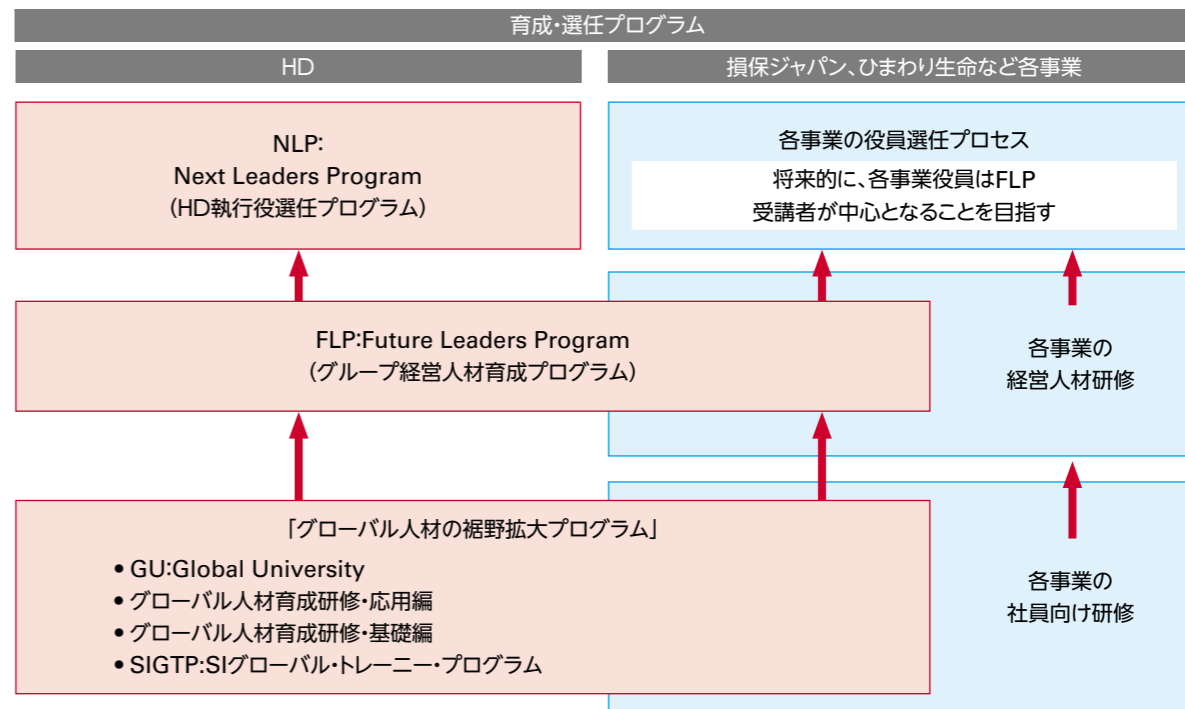 育成・選任プログラム
HD
損保ジャパン、ひまわり生命など各事業
NLP:
Next Leaders Program
（HD執行役選任プログラム）
各事業の役員選任プロセス
将来的に、各事業役員はFLP
受講者が中心となることを目指す
FLP:Future Leaders Program
（グループ経営人材育成プログラム）
各事業の
経営人材研修
「グローバル人材の裾野拡大プログラム」
• GU:Global University
• グローバル人材育成研修・応用編
• グローバル人材育成研修・基礎編
• SIGTP:SIグローバル・トレーニー・プログラム
各事業の
社員向け研修